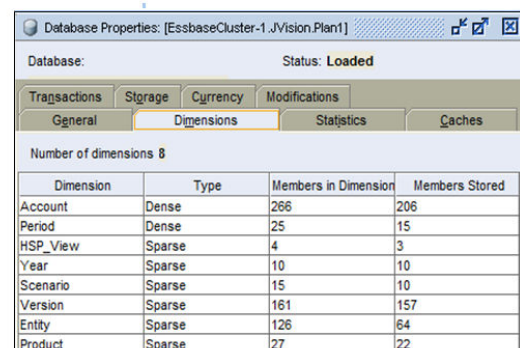 Database Properties: [EssbaseCluster-1.JVision.Plan1]
Database: Status: Loaded
Transactions Storage Currency Modifications
General Dimensions Statistics Caches
Number of dimensions 8
Dimension Type Members in Dimension Members Stored
Account Dense 266 206
Period Dense 25 15
HSP_View Sparse 4 3
Year Sparse 10 10
Scenario Sparse 15 10
Version Sparse 161 157
Entity Sparse 126 64
Product Sparse 27 22